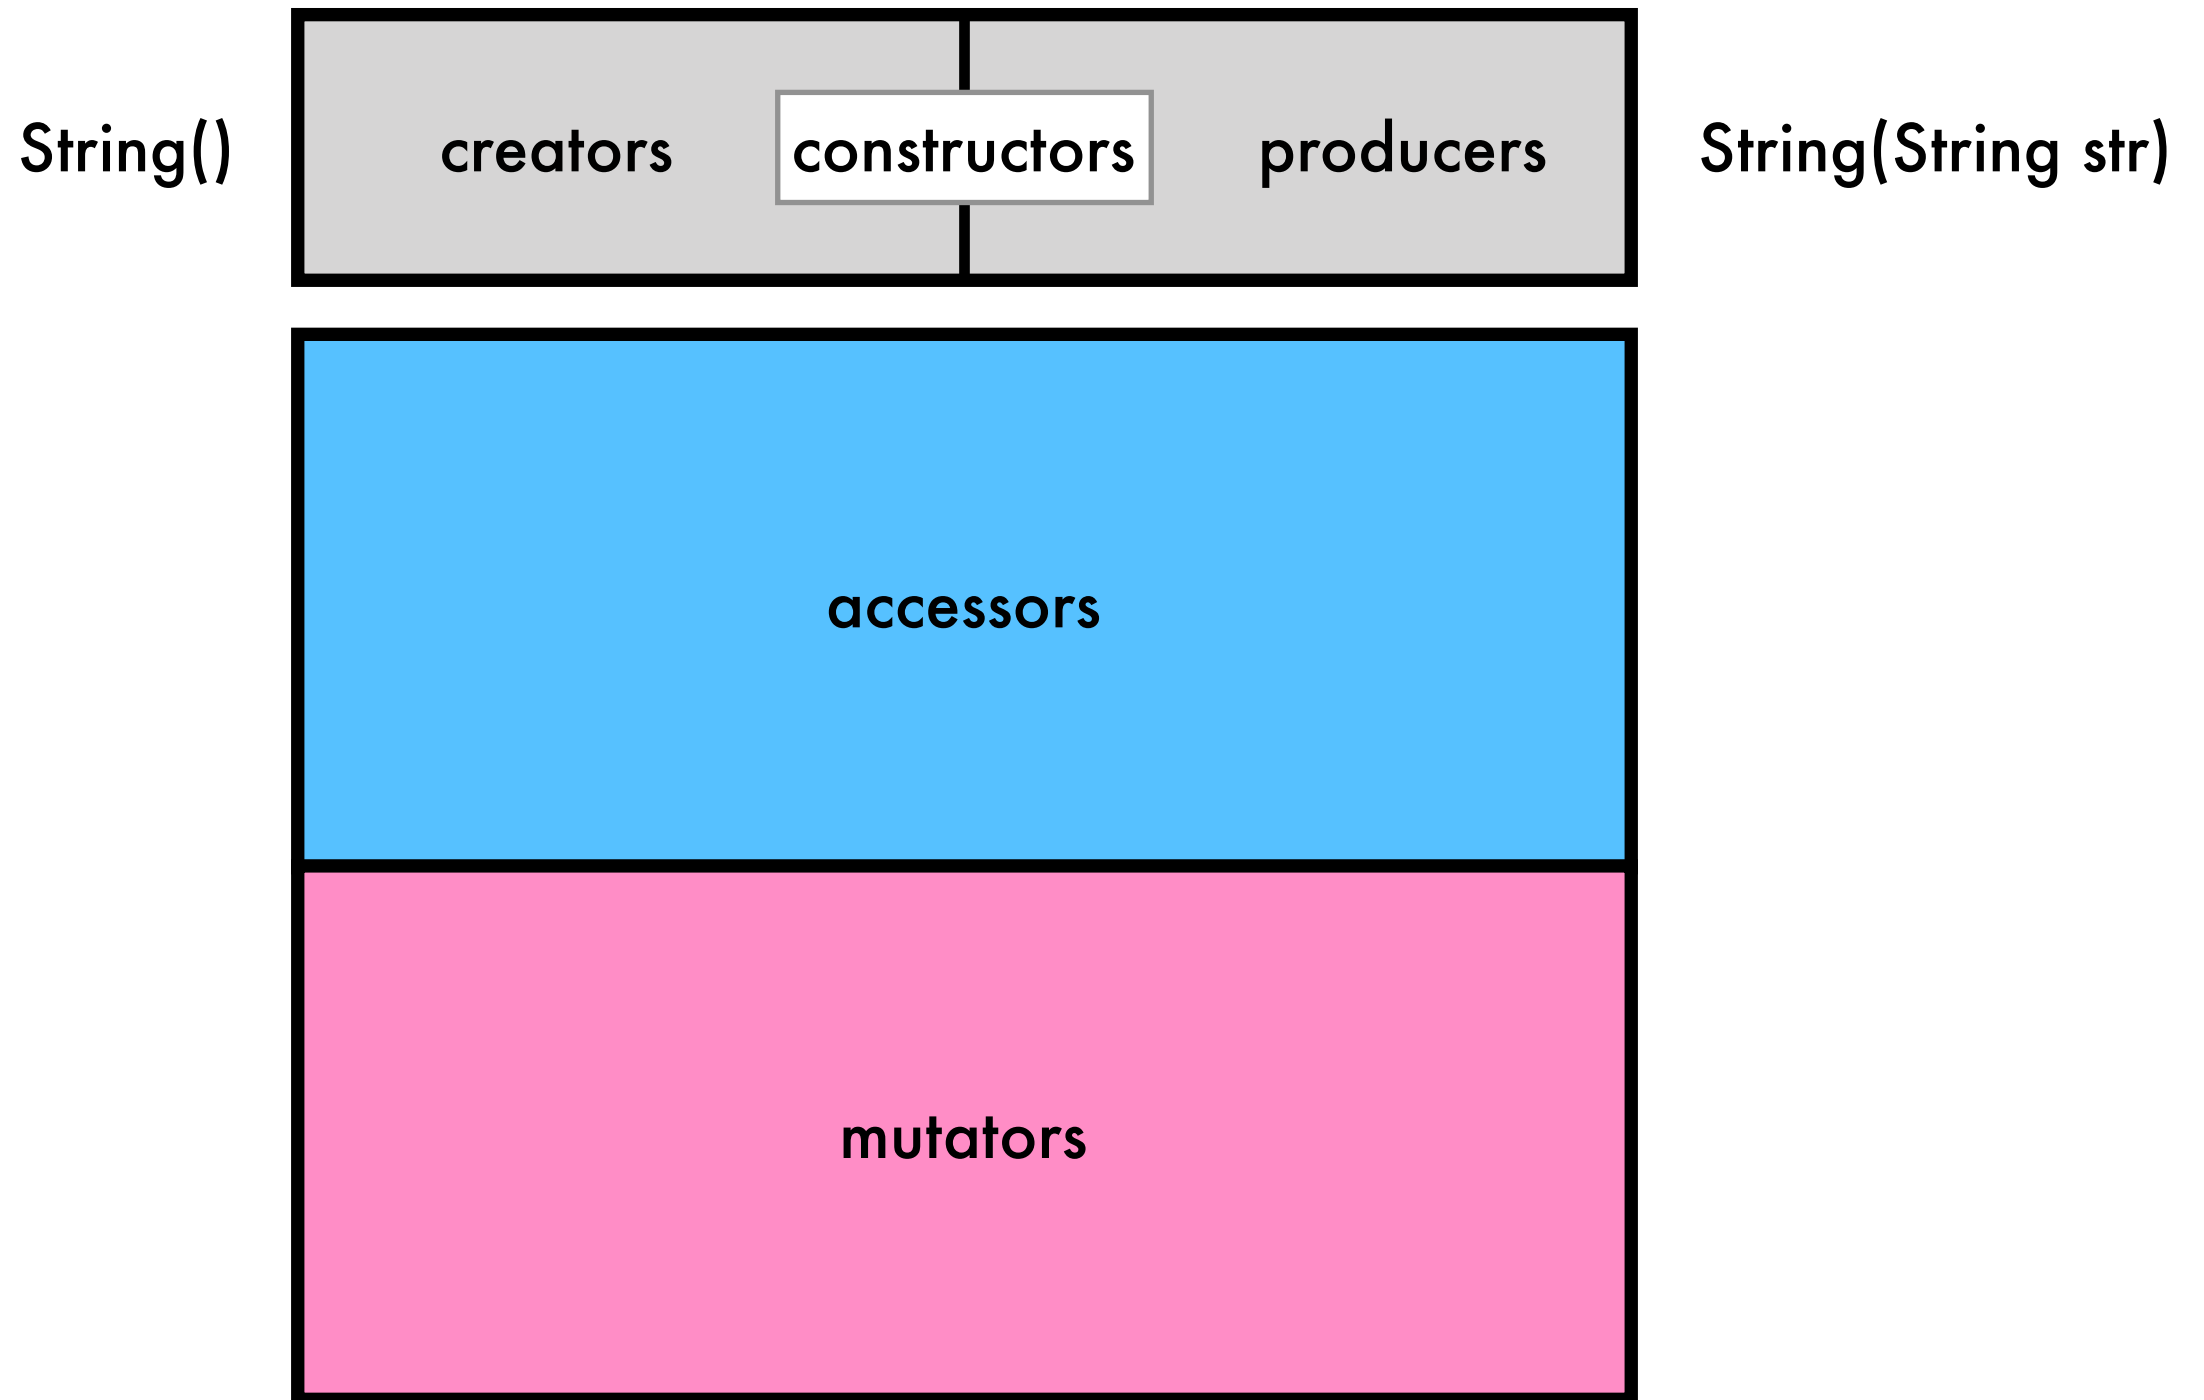 String()
creators
constructors
producers
String(String str)
accessors
mutators